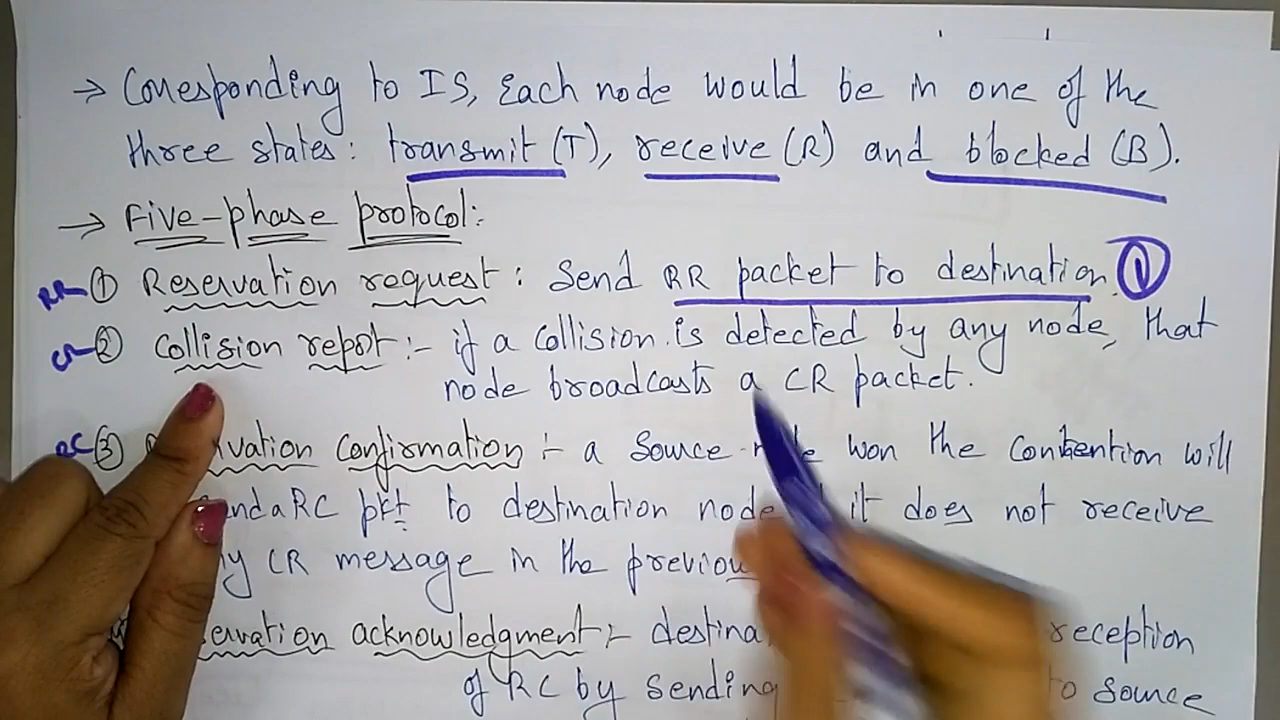 → Corresponding to IS, Each node would be in one of the
three states: transmit (T), receive (R) and blocked (B).
→ Five-phase protocol:
RR-① Reservation request: Send RR packet to destination. ①
CR-② Collision repot:- if a Collision is detected by any node, that
node broadcasts a CR packet.
RC-③ vation Confirmation :- a Source won the Contention will
anda RC pkt to destination node it does not receive
CR message in the previou
ervation acknowledgment:- destina reception
of RC by sending to source